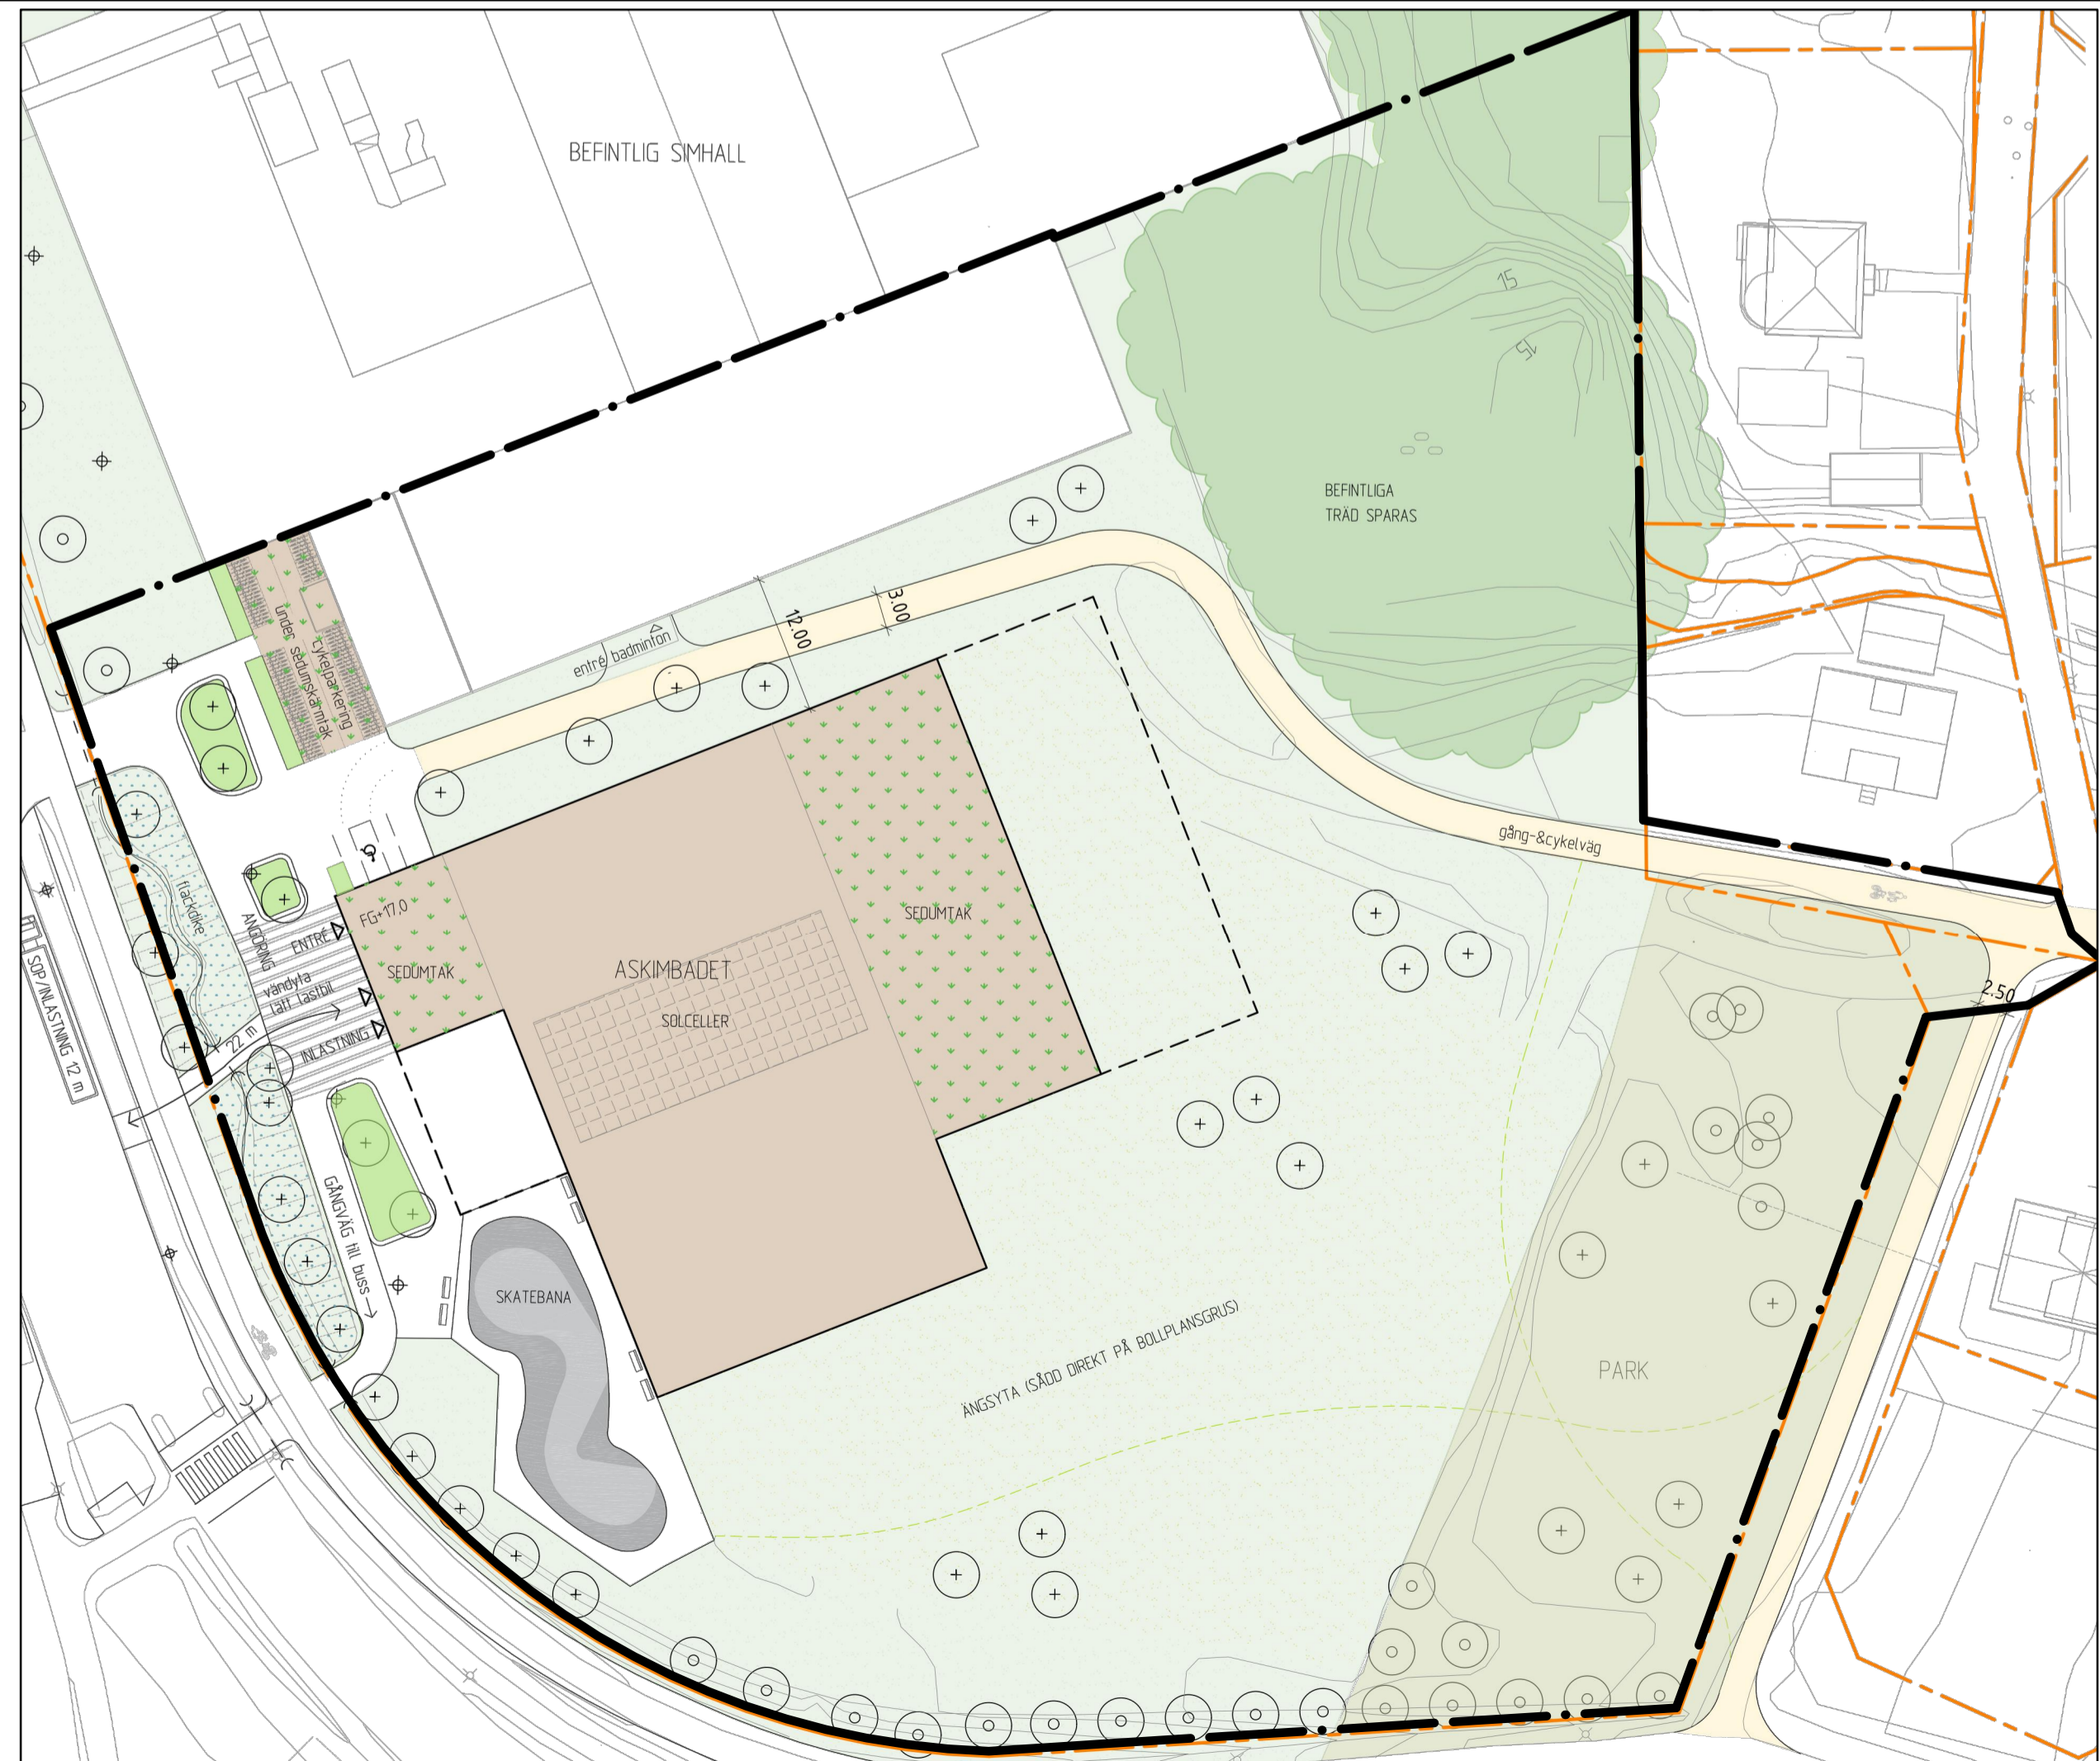 BEFINTLIG SIMHALL
15
15
BEFINTLIGA
TRÄD SPARAS
Cykelparkering
under sedumskärmtak
entré badminton
12.00
3.00
gång-&cykelväg
2.50
flackdike
ANGÖRING
FG+17,0
ENTRÉ
SEDUMTAK
vändyta
lätt lastbil
INLASTNING
22 m
SOP/INLASTNING 12 m
ASKIMBADET
SOLCELLER
SEDUMTAK
GÅNGVÄG till buss
SKATEBANA
ÄNGSYTA (SÅDD DIREKT PÅ BOLLPLANSGRUS)
PARK